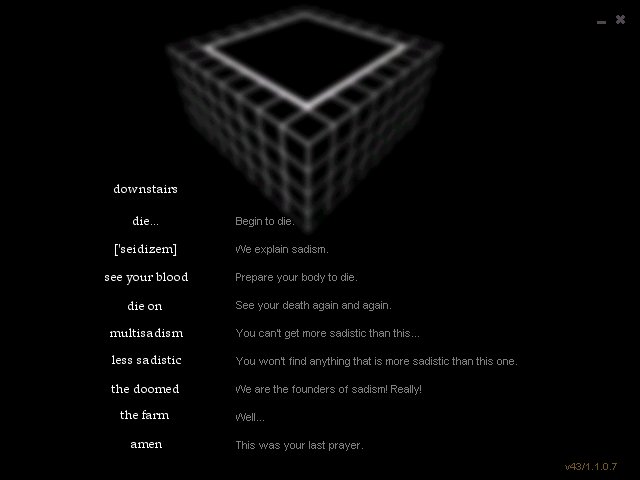 downstairs
die... Begin to die.
['seidizem] We explain sadism.
see your blood Prepare your body to die.
die on See your death again and again.
multisadism You can't get more sadistic than this...
less sadistic You won't find anything that is more sadistic than this one.
the doomed We are the founders of sadism! Really!
the farm Well...
amen This was your last prayer.
v43/1.1.0.7